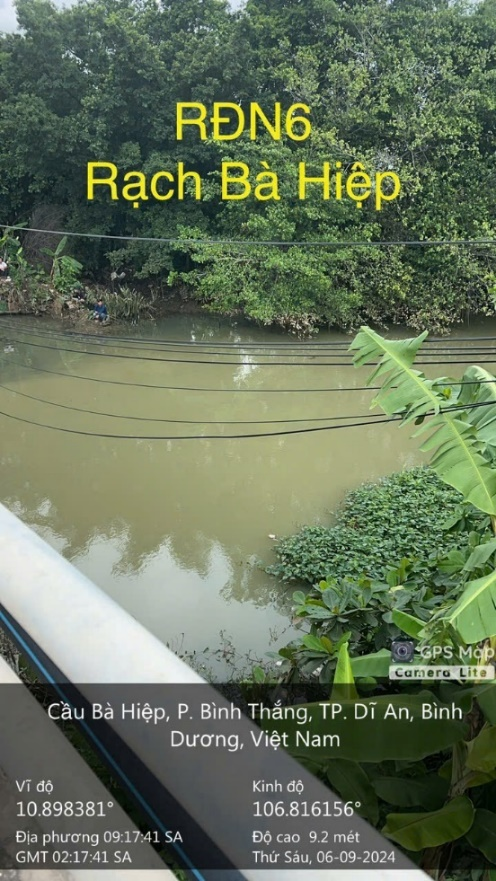 RĐN6
Rạch Bà Hiệp
GPS Map
Camera Lite
Cầu Bà Hiệp, P. Bình Thắng, TP. Dĩ An, Bình
Dương, Việt Nam
Vĩ độ
10.898381°
Địa phương 09:17:41 SA
GMT 02:17:41 SA
Kinh độ
106.816156°
Độ cao 9.2 mét
Thứ Sáu, 06-09-2024